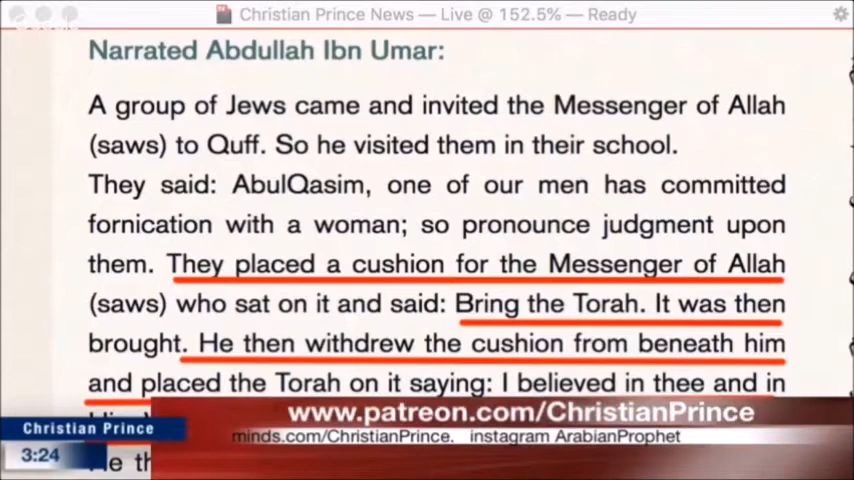 Christian Prince News — Live @ 152.5% — Ready
Narrated Abdullah Ibn Umar:
A group of Jews came and invited the Messenger of Allah
(saws) to Quff. So he visited them in their school.
They said: AbulQasim, one of our men has committed
fornication with a woman; so pronounce judgment upon
them. They placed a cushion for the Messenger of Allah
(saws) who sat on it and said: Bring the Torah. It was then
brought. He then withdrew the cushion from beneath him
and placed the Torah on it saying: I believed in thee and in
www.patreon.com/ChristianPrince
Christian Prince
minds.com/ChristianPrince. instagram ArabianProphet
3:24